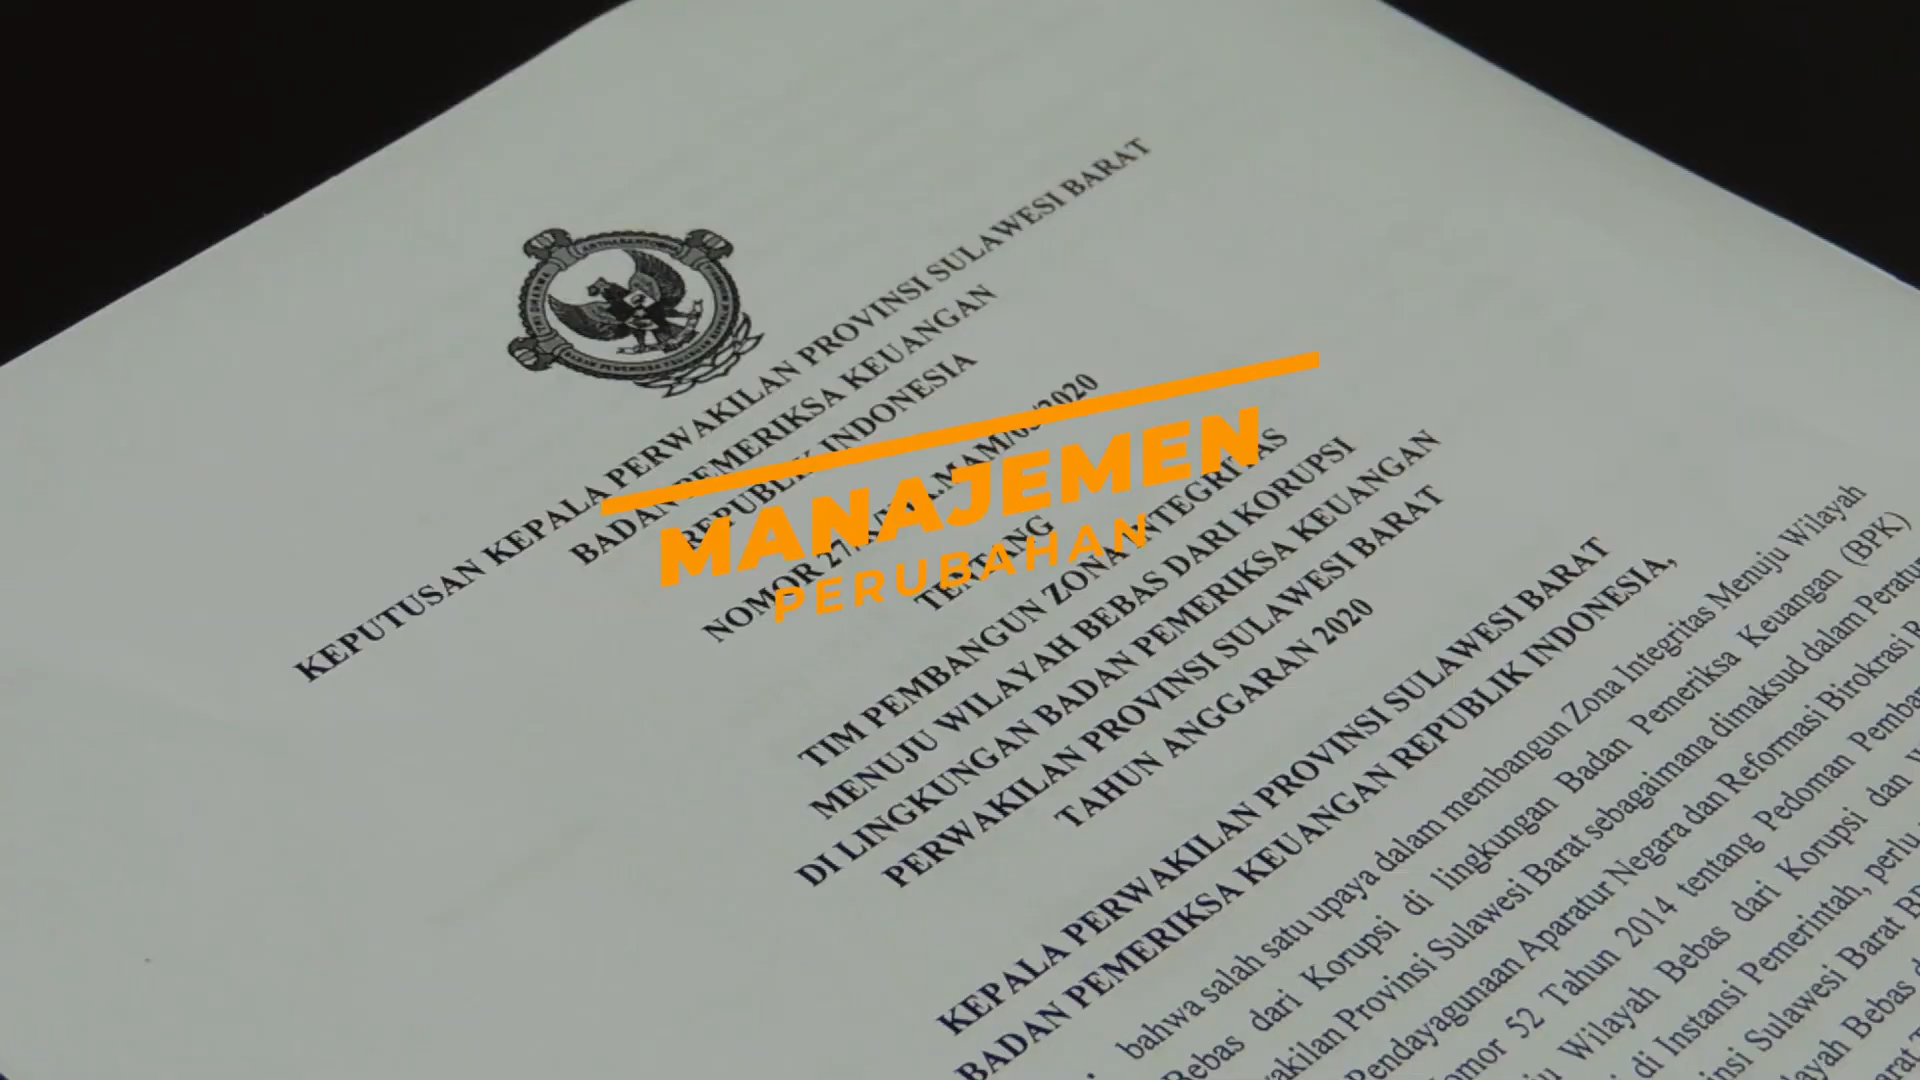 KEPUTUSAN KEPALA PERWAKILAN PROVINSI SULAWESI BARAT
BADAN PEMERIKSA KEUANGAN
REPUBLIK INDONESIA
NOMOR
TENTANG
TIM PEMBANGUN ZONA INTEGRITAS
MENUJU WILAYAH BEBAS DARI KORUPSI
DI LINGKUNGAN BADAN PEMERIKSA KEUANGAN
PERWAKILAN PROVINSI SULAWESI BARAT
TAHUN ANGGARAN 2020
MANAJEMEN
PERUBAHAN
KEPALA PERWAKILAN PROVINSI SULAWESI BARAT
BADAN PEMERIKSA KEUANGAN REPUBLIK INDONESIA,
bahwa salah satu upaya dalam membangun Zona Integritas Menuju Wilayah
Bebas dari Korupsi di lingkungan Badan Pemeriksa Keuangan (BPK)
Provinsi Sulawesi Barat sebagaimana dimaksud dalam
Pendayagunaan Aparatur Negara dan Reformasi Birokrasi
52 Tahun 2014 tentang Pedoman
Wilayah Bebas dari Korupsi dan
di Instansi Pemerintah, perlu
Sulawesi Barat
Bebas